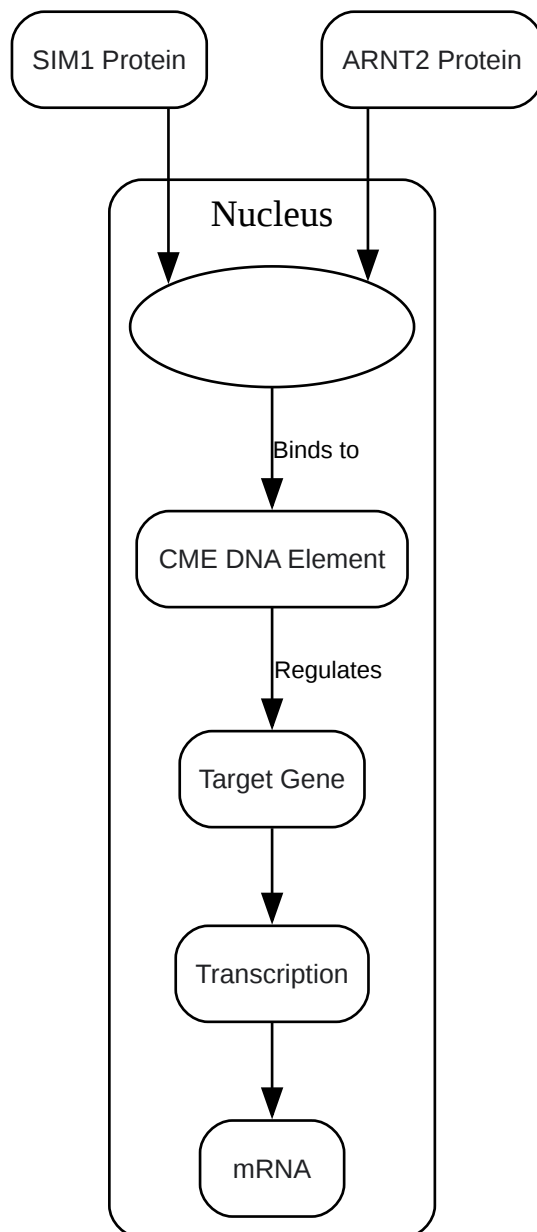 SIM1 Protein
ARNT2 Protein
Nucleus
Binds to
CME DNA Element
Regulates
Target Gene
Transcription
mRNA